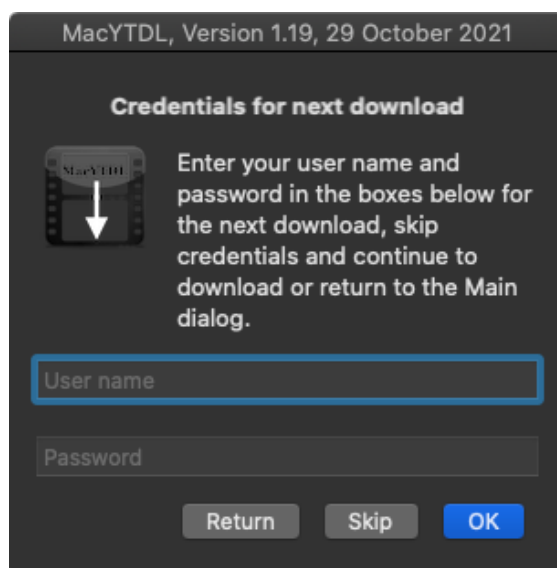 MacYTDL, Version 1.19, 29 October 2021
Credentials for next download
MacYTDL
Enter your user name and
password in the boxes below for
the next download, skip
credentials and continue to
download or return to the Main
dialog.
User name
Password
Return Skip OK